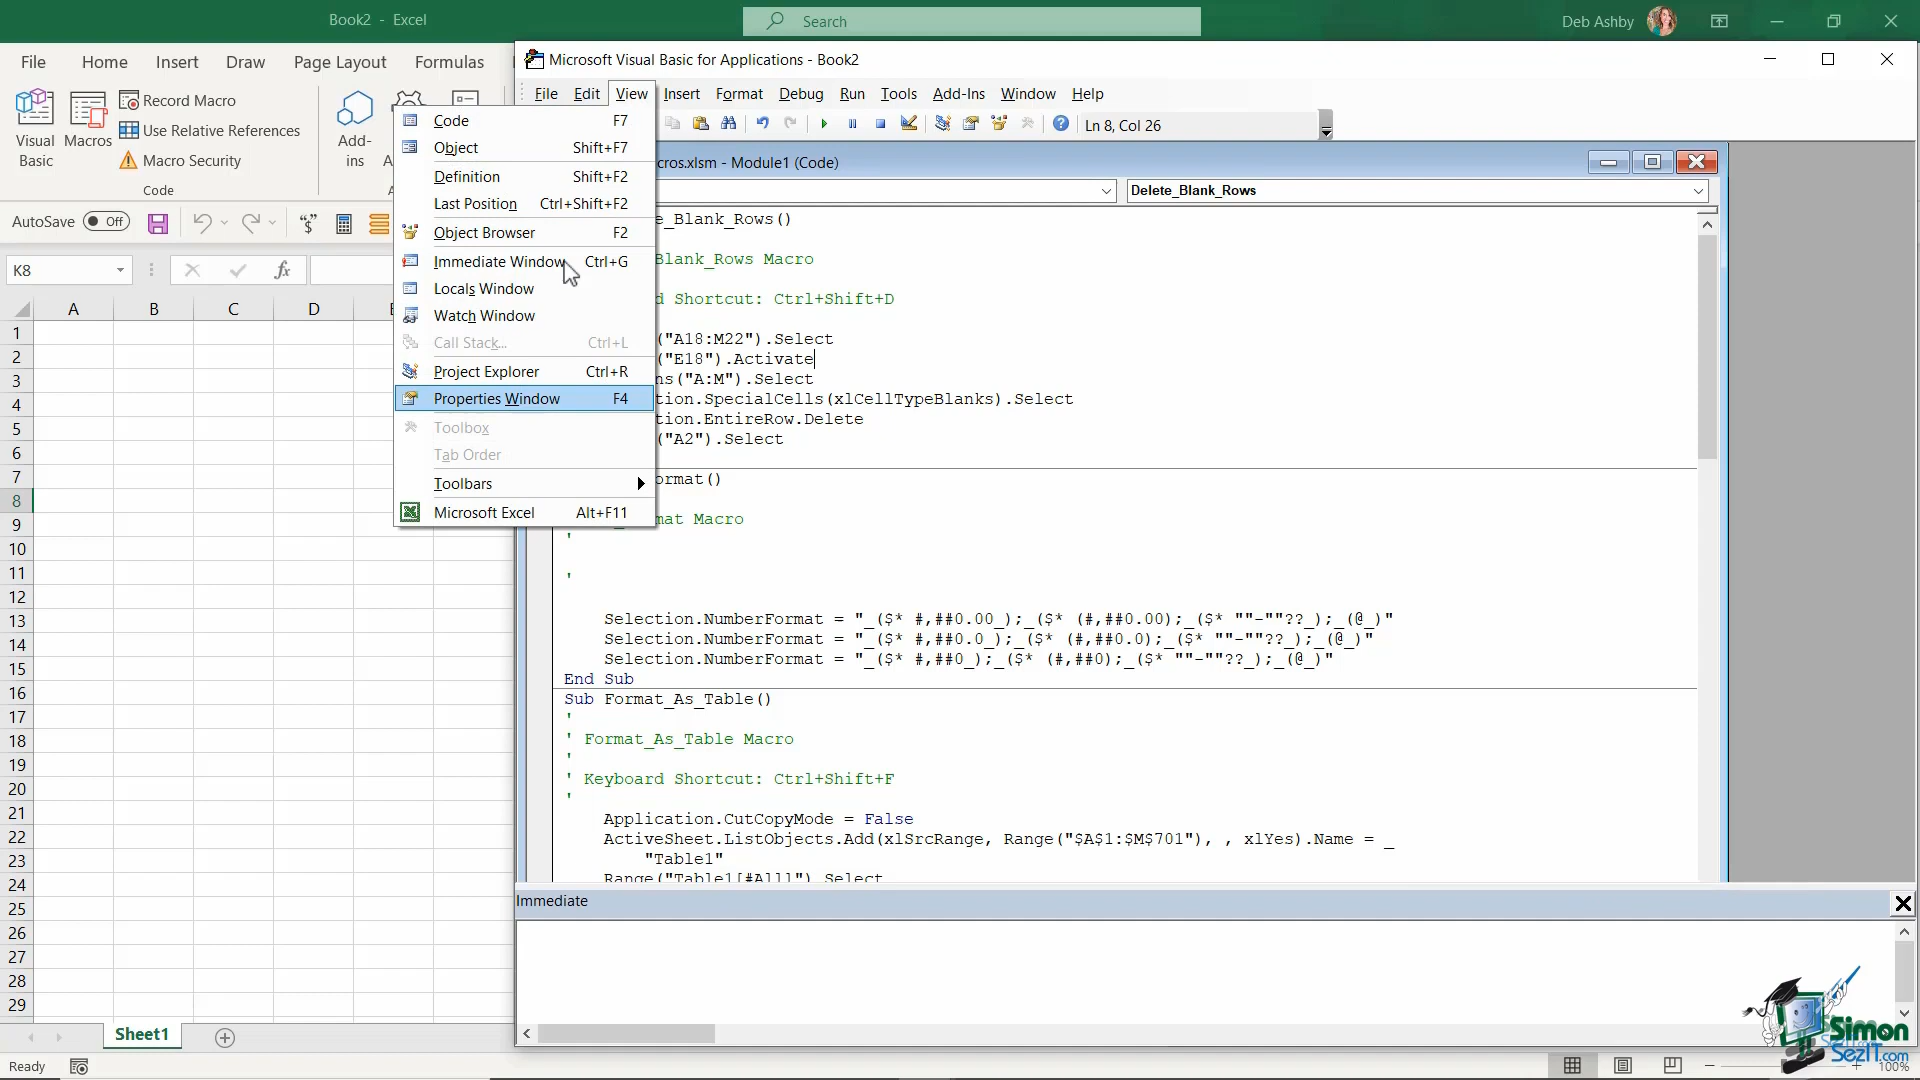 Book2 - Excel
Search
Deb Ashby
File Home Insert Draw Page Layout Formulas
Visual Basic
Macros
Record Macro
Use Relative References
Macro Security
Add-ins
Code
AutoSave Off
K8
fx
A B C D
1
2
3
4
5
6
7
8
9
10
11
12
13
14
15
16
17
18
19
20
21
22
23
24
25
26
27
28
29
Sheet1
Ready
100%
Microsoft Visual Basic for Applications - Book2
File Edit View Insert Format Debug Run Tools Add-Ins Window Help
Ln 8, Col 26
Code F7
Object Shift+F7
Definition Shift+F2
Last Position Ctrl+Shift+F2
Object Browser F2
Immediate Window Ctrl+G
Locals Window
Watch Window
Call Stack... Ctrl+L
Project Explorer Ctrl+R
Properties Window F4
Toolbox
Tab Order
Toolbars
Microsoft Excel Alt+F11
cros.xlsm - Module1 (Code)
Delete_Blank_Rows
e_Blank_Rows()
Blank_Rows Macro
d Shortcut: Ctrl+Shift+D
("A18:M22").Select
("E18").Activate
ns("A:M").Select
tion.SpecialCells(xlCellTypeBlanks).Select
tion.EntireRow.Delete
("A2").Select
ormat()
mat Macro
'
'
Selection.NumberFormat = "_($* #,##0.00_);_($* (#,##0.00);_($* ""-""??_);_(@_)"
Selection.NumberFormat = "_($* #,##0.0_);_($* (#,##0.0);_($* ""-""??_);_(@_)"
Selection.NumberFormat = "_($* #,##0_);_($* (#,##0);_($* ""-""??_);_(@_)"
End Sub
Sub Format_As_Table()
'
' Format_As_Table Macro
'
' Keyboard Shortcut: Ctrl+Shift+F
'
Application.CutCopyMode = False
ActiveSheet.ListObjects.Add(xlSrcRange, Range("$A$1:$M$701"), , xlYes).Name = _
"Table1"
Range("Table1[#All]").Select
Immediate
Simon
SezIT.com